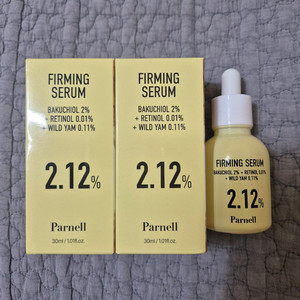 FIRMING
SERUM
BAKUCHIOL 2%
+ RETINOL 0.01%
+ WILD YAM 0.11%
2.12%
Parnell
30ml / 1.01fl.oz.
FIRMING
SERUM
BAKUCHIOL 2%
+ RETINOL 0.01%
+ WILD YAM 0.11%
2.12%
Parnell
30ml / 1.01fl.oz.
FIRMING SERUM
BAKUCHIOL 2% + RETINOL 0.01%
+ WILD YAM 0.11%
2.12%
Parnell